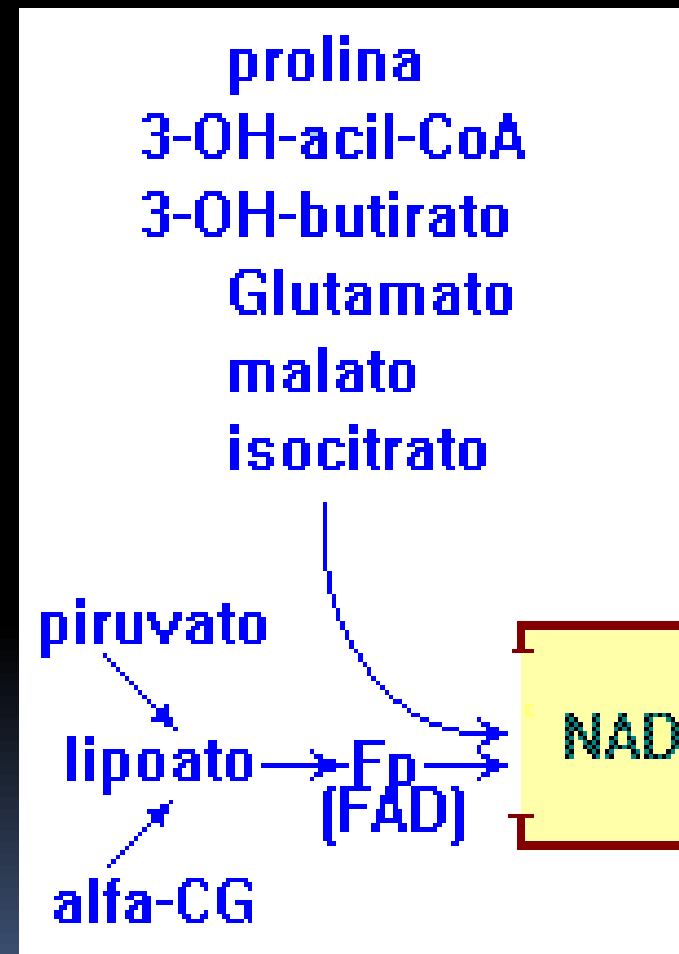 prolina
3-OH-acil-CoA
3-OH-butirato
Glutamato
malato
isocitrato
piruvato
lipoato
Fp
NAD
(FAD)
alfa-CG